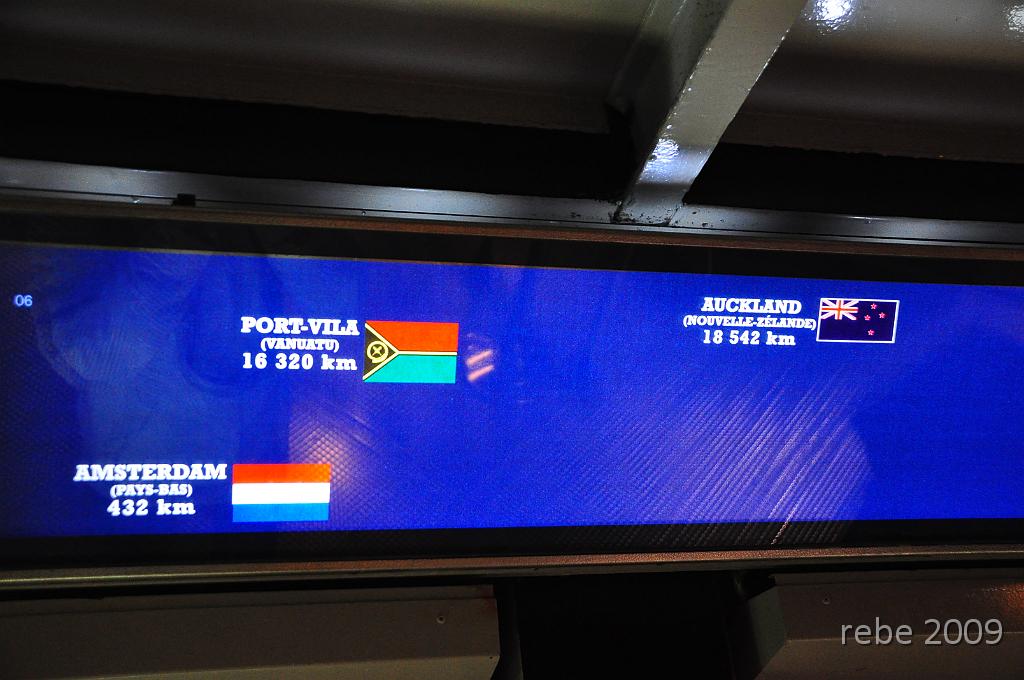 06
PORT-VILA
(VANUATU)
16 320 km
AUCKLAND
(NOUVELLE-ZÉLANDE)
18 542 km
AMSTERDAM
(PAYS-BAS)
432 km
rebe 2009